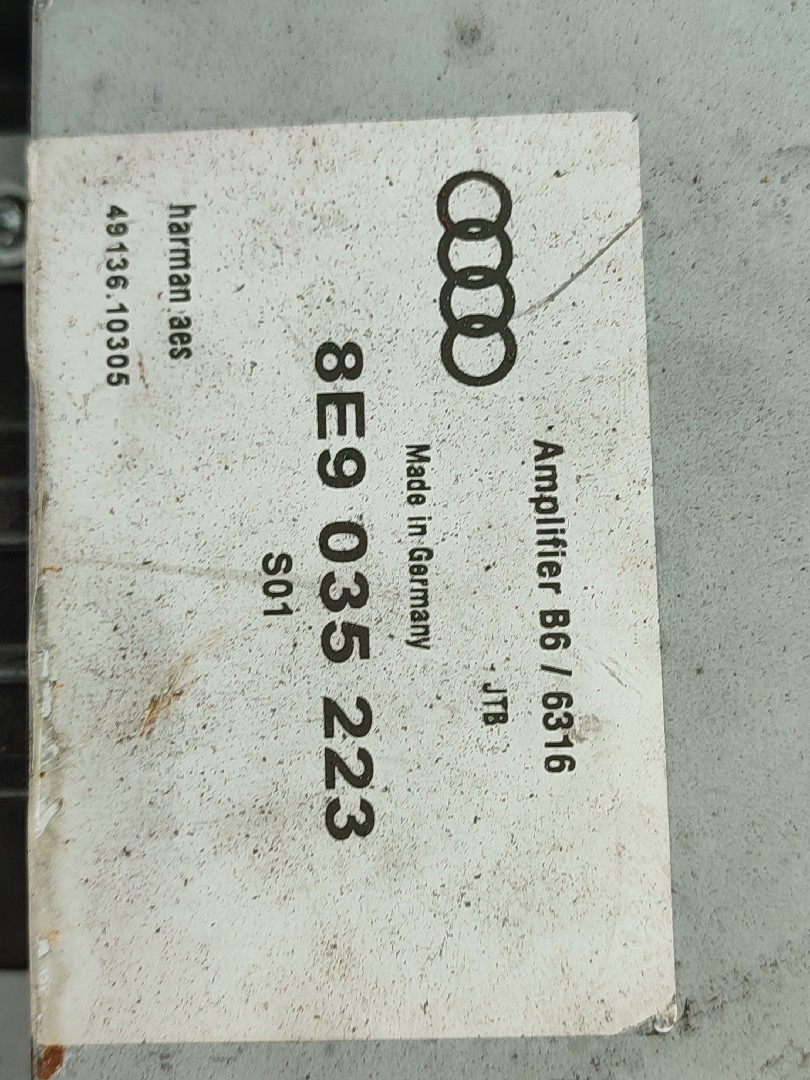 Amplifier B6 / 6316
JTB
Made in Germany
8E9 035 223
S01
harman aes
49136.10305